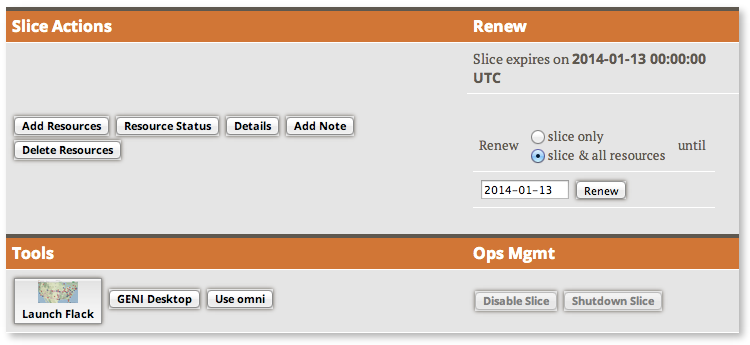 Slice Actions
Renew
Slice expires on 2014-01-13 00:00:00
UTC
Add Resources Resource Status Details Add Note
Delete Resources
Renew slice only
slice & all resources until
2014-01-13 Renew
Tools
Ops Mgmt
Launch Flack GENI Desktop Use omni
Disable Slice Shutdown Slice